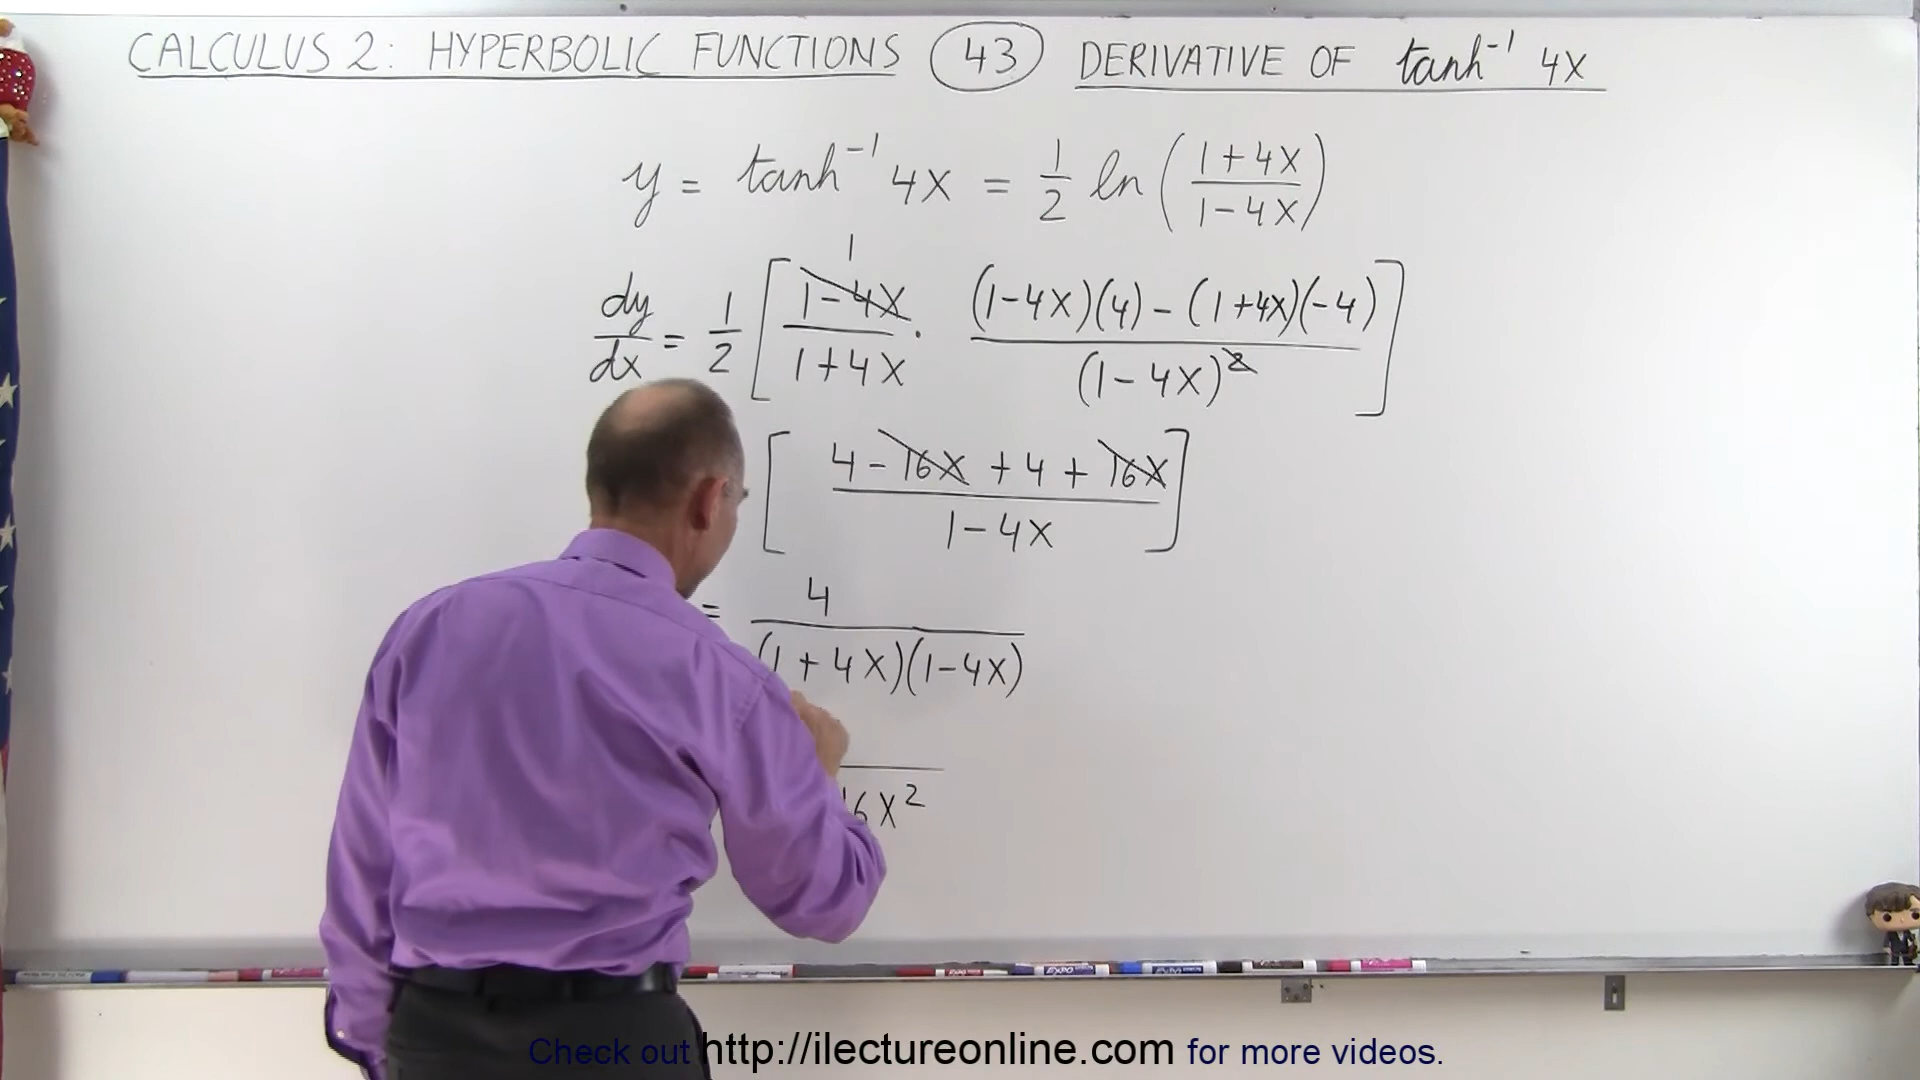 CALCULUS 2: HYPERBOLIC FUNCTIONS (43) DERIVATIVE OF tanh⁻¹ 4X
y = tanh⁻¹ 4X = 1/2 ln((1+4X)/(1-4X))
dy/dx = 1/2 [ (1-4X)/(1+4X) · ((1-4X)(4) - (1+4X)(-4))/(1-4X)² ]
1
[ (4-16X+4+16X)/(1-4X) ]
= 4/((1+4X)(1-4X))
6X²
EXPO EXPO
Check out http://ilectureonline.com for more videos.